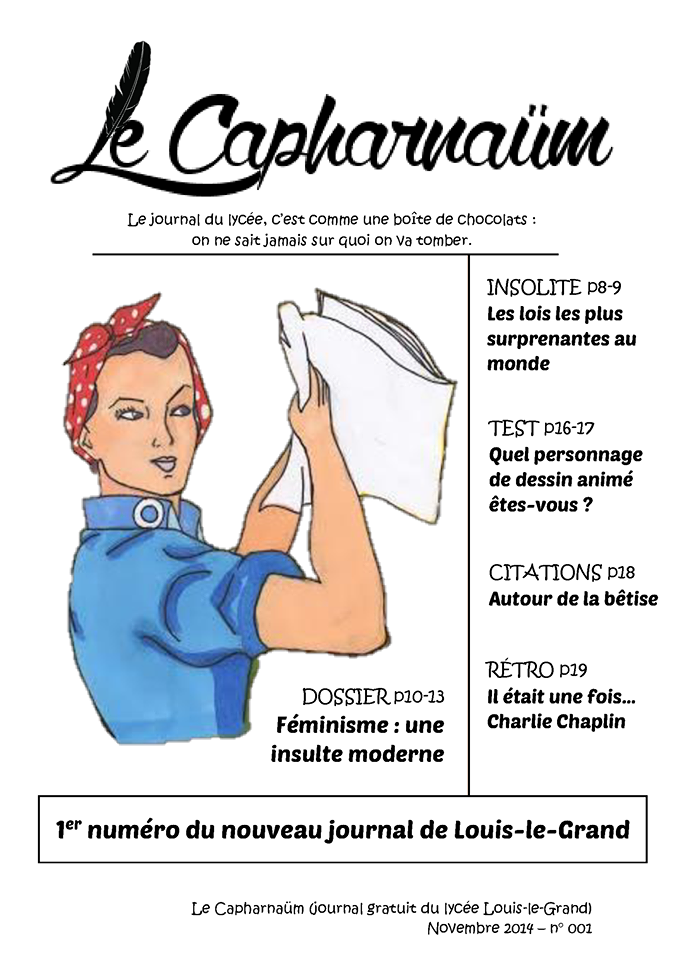 Le Capharnaüm
Le journal du lycée, c'est comme une boîte de chocolats :
on ne sait jamais sur quoi on va tomber.
INSOLITE p8-9
Les lois les plus
surprenantes au
monde
TEST p16-17
Quel personnage
de dessin animé
êtes-vous ?
CITATIONS p18
Autour de la bêtise
RÉTRO p19
Il était une fois...
Charlie Chaplin
DOSSIER p10-13
Féminisme : une
insulte moderne
1er numéro du nouveau journal de Louis-le-Grand
Le Capharnaüm (journal gratuit du lycée Louis-le-Grand)
Novembre 2014 – n° 001